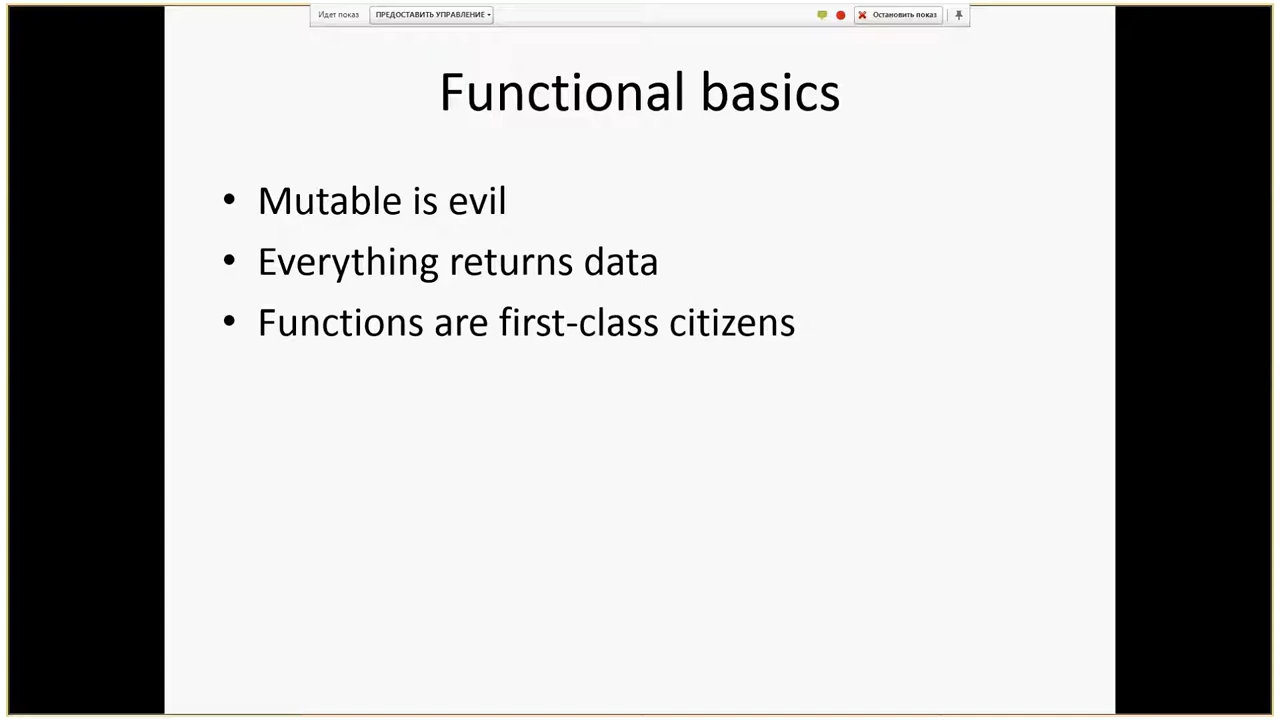 Идет показ ПРЕДОСТАВИТЬ УПРАВЛЕНИЕ Остановить показ
Functional basics
• Mutable is evil
• Everything returns data
• Functions are first-class citizens